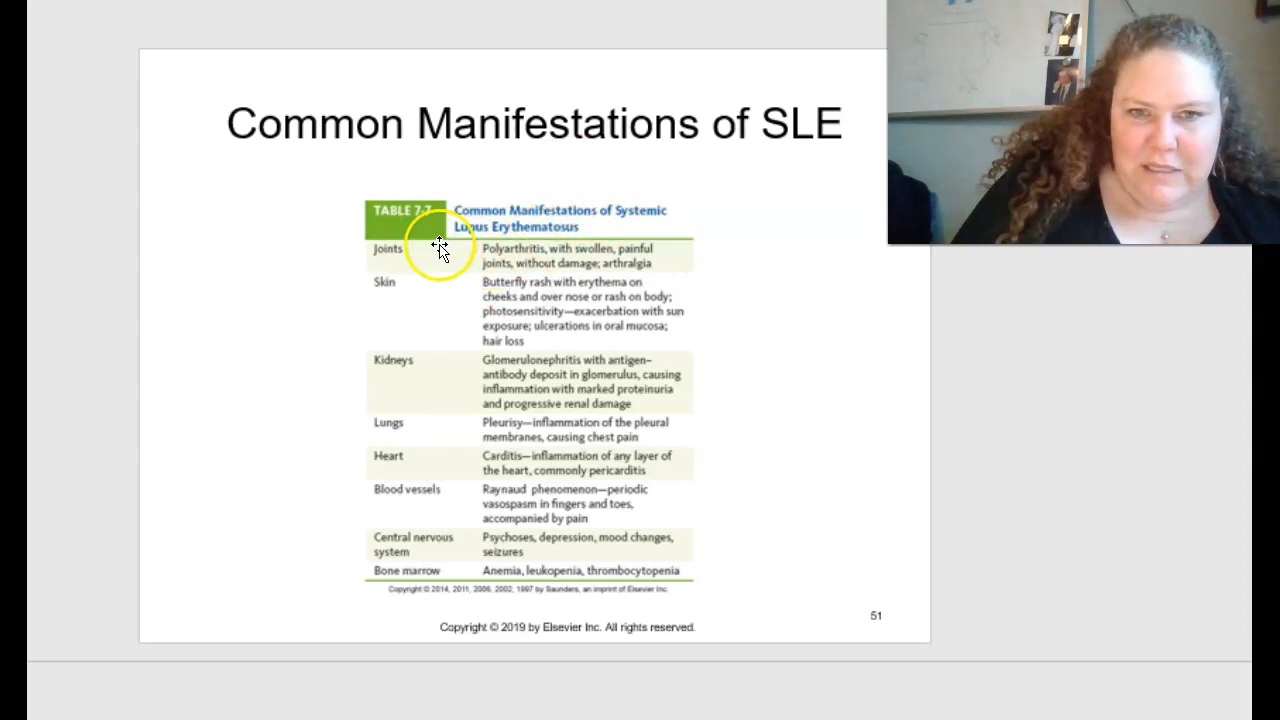 Common Manifestations of SLE
TABLE 7-7
Common Manifestations of Systemic
Lupus Erythematosus
Joints
Polyarthritis, with swollen, painful
joints, without damage; arthralgia
Skin
Butterfly rash with erythema on
cheeks and over nose or rash on body;
photosensitivity—exacerbation with sun
exposure; ulcerations in oral mucosa;
hair loss
Kidneys
Glomerulonephritis with antigen–
antibody deposit in glomerulus, causing
inflammation with marked proteinuria
and progressive renal damage
Lungs
Pleurisy—inflammation of the pleural
membranes, causing chest pain
Heart
Carditis—inflammation of any layer of
the heart, commonly pericarditis
Blood vessels
Raynaud phenomenon—periodic
vasospasm in fingers and toes,
accompanied by pain
Central nervous
system
Psychoses, depression, mood changes,
seizures
Bone marrow
Anemia, leukopenia, thrombocytopenia
Copyright © 2014, 2011, 2006, 2002, 1997 by Saunders, an imprint of Elsevier Inc.
51
Copyright © 2019 by Elsevier Inc. All rights reserved.